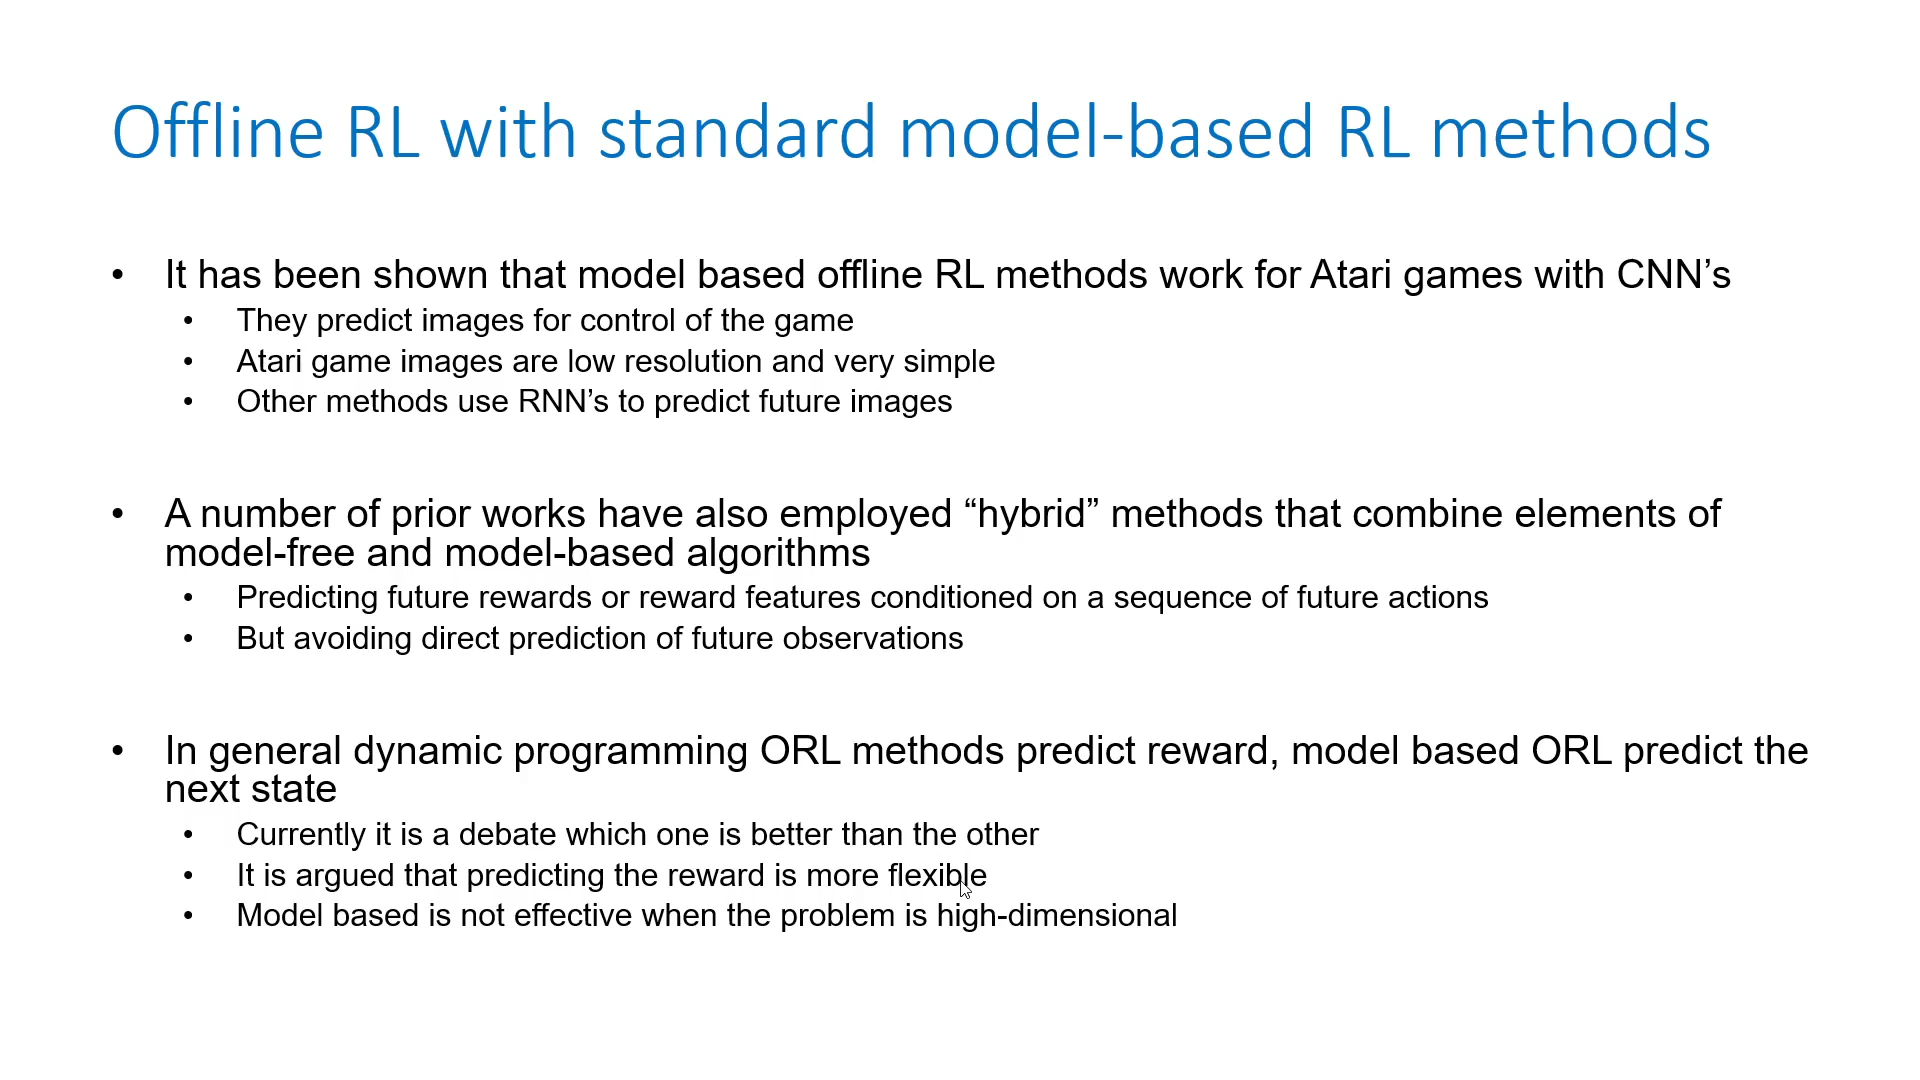 Offline RL with standard model-based RL methods
• It has been shown that model based offline RL methods work for Atari games with CNN’s
• They predict images for control of the game
• Atari game images are low resolution and very simple
• Other methods use RNN’s to predict future images
• A number of prior works have also employed “hybrid” methods that combine elements of
model-free and model-based algorithms
• Predicting future rewards or reward features conditioned on a sequence of future actions
• But avoiding direct prediction of future observations
• In general dynamic programming ORL methods predict reward, model based ORL predict the
next state
• Currently it is a debate which one is better than the other
• It is argued that predicting the reward is more flexible
• Model based is not effective when the problem is high-dimensional